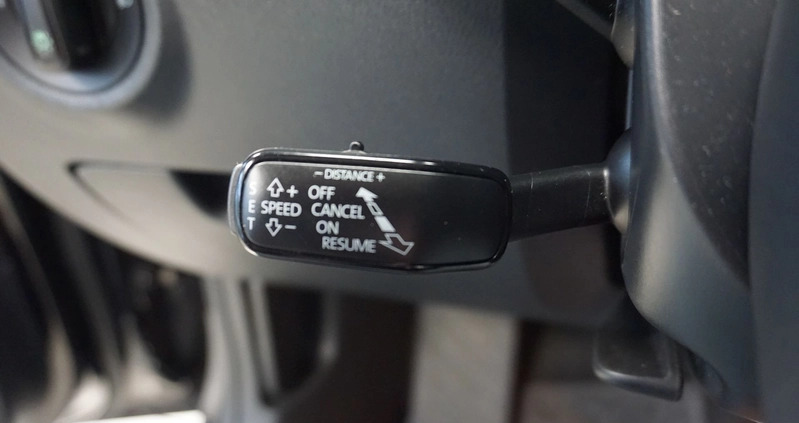 − DISTANCE +
S + OFF
E SPEED CANCEL
T − ON
RESUME